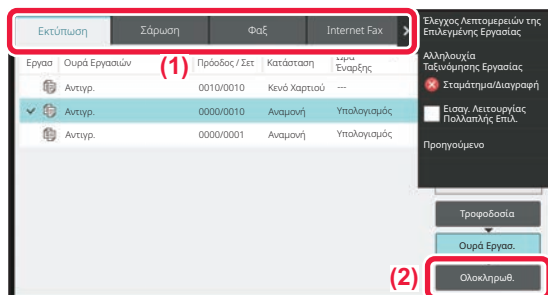 Εκτύπωση Σάρωση Φαξ Internet Fax
(1)
Εργασ Ουρά Εργασιών Πρόοδος / Σετ Κατάσταση Ώρα Έναρξης
Αντιγρ. 0010/0010 Κενό Χαρτιού ---
Αντιγρ. 0000/0010 Αναμονή Υπολογισμός
Αντιγρ. 0000/0001 Αναμονή Υπολογισμός
Έλεγχος Λεπτομερειών της
Επιλεγμένης Εργασίας
Αλληλουχία
Ταξινόμησης Εργασίας
Σταμάτημα/Διαγραφή
Εισαγ. Λειτουργίας
Πολλαπλής Επιλ.
Προηγούμενο
Τροφοδοσία
Ουρά Εργασ.
(2)
Ολοκληρωθ.